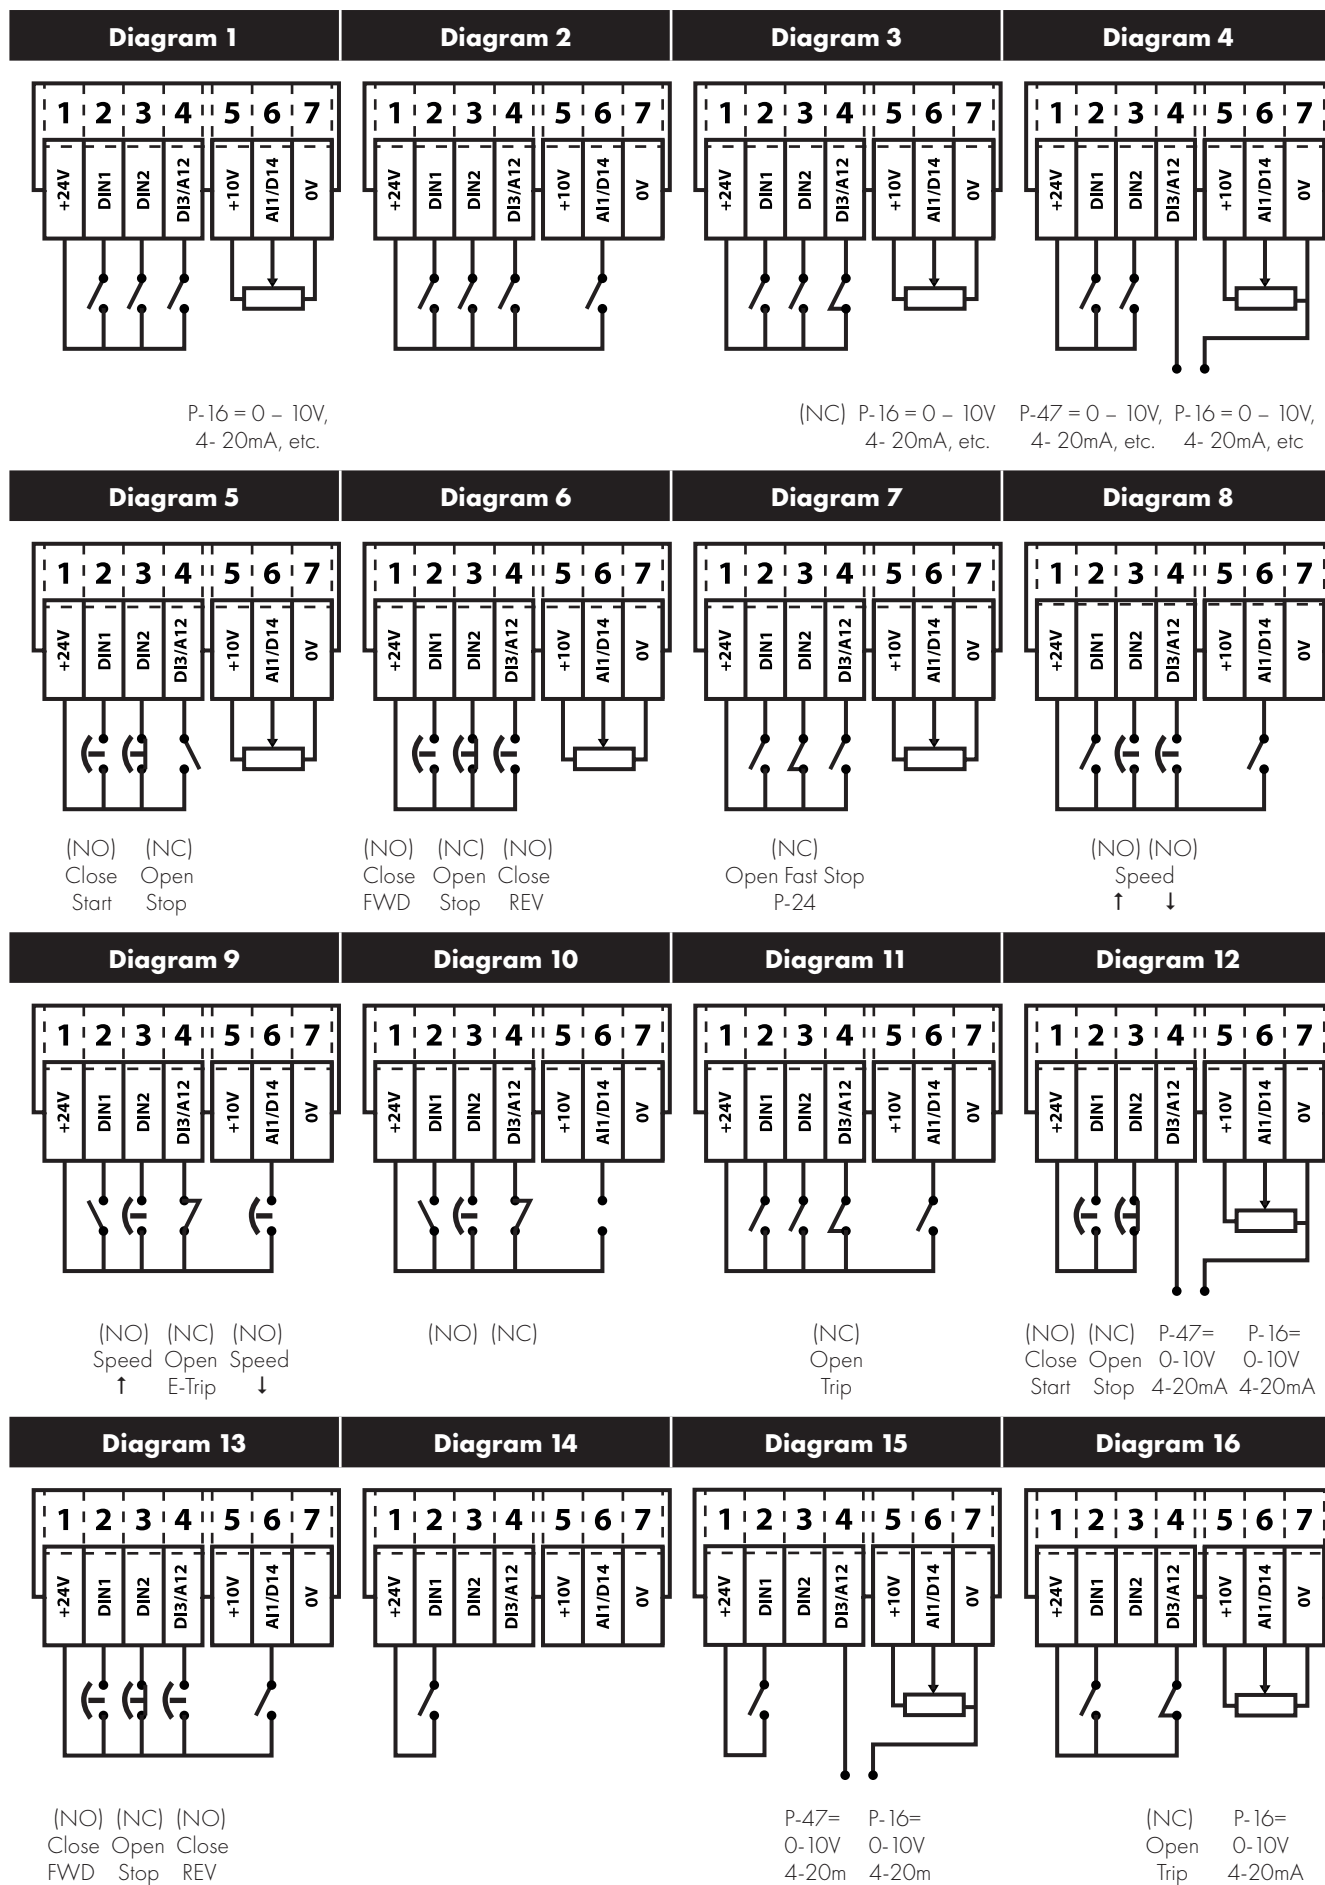 Diagram 1 Diagram 2 Diagram 3 Diagram 4
1 2 3 4 5 6 7 1 2 3 4 5 6 7 1 2 3 4 5 6 7 1 2 3 4 5 6 7
+24V DIN1 DIN2 DI3/A12 +10V AI1/D14 0V +24V DIN1 DIN2 DI3/A12 +10V AI1/D14 0V +24V DIN1 DIN2 DI3/A12 +10V AI1/D14 0V +24V DIN1 DIN2 DI3/A12 +10V AI1/D14 0V
P-16 = 0 – 10V, (NC) P-16 = 0 – 10V P-47 = 0 – 10V, P-16 = 0 – 10V,
4- 20mA, etc. 4- 20mA, etc. 4- 20mA, etc. 4- 20mA, etc
Diagram 5 Diagram 6 Diagram 7 Diagram 8
1 2 3 4 5 6 7 1 2 3 4 5 6 7 1 2 3 4 5 6 7 1 2 3 4 5 6 7
+24V DIN1 DIN2 DI3/A12 +10V AI1/D14 0V +24V DIN1 DIN2 DI3/A12 +10V AI1/D14 0V +24V DIN1 DIN2 DI3/A12 +10V AI1/D14 0V +24V DIN1 DIN2 DI3/A12 +10V AI1/D14 0V
(NO) (NC) (NO) (NC) (NO) (NC) (NO) (NO)
Close Open Close Open Close Open Fast Stop Speed
Start Stop FWD Stop REV P-24 ↑ ↓
Diagram 9 Diagram 10 Diagram 11 Diagram 12
1 2 3 4 5 6 7 1 2 3 4 5 6 7 1 2 3 4 5 6 7 1 2 3 4 5 6 7
+24V DIN1 DIN2 DI3/A12 +10V AI1/D14 0V +24V DIN1 DIN2 DI3/A12 +10V AI1/D14 0V +24V DIN1 DIN2 DI3/A12 +10V AI1/D14 0V +24V DIN1 DIN2 DI3/A12 +10V AI1/D14 0V
(NO) (NC) (NO) (NO) (NC) (NC) (NO) (NC) P-47= P-16=
Speed Open Speed Open Close Open 0-10V 0-10V
↑ E-Trip ↓ Trip Start Stop 4-20mA 4-20mA
Diagram 13 Diagram 14 Diagram 15 Diagram 16
1 2 3 4 5 6 7 1 2 3 4 5 6 7 1 2 3 4 5 6 7 1 2 3 4 5 6 7
+24V DIN1 DIN2 DI3/A12 +10V AI1/D14 0V +24V DIN1 DIN2 DI3/A12 +10V AI1/D14 0V +24V DIN1 DIN2 DI3/A12 +10V AI1/D14 0V +24V DIN1 DIN2 DI3/A12 +10V AI1/D14 0V
(NO) (NC) (NO) P-47= P-16= (NC) P-16=
Close Open Close 0-10V 0-10V Open 0-10V
FWD Stop REV 4-20m 4-20m Trip 4-20mA